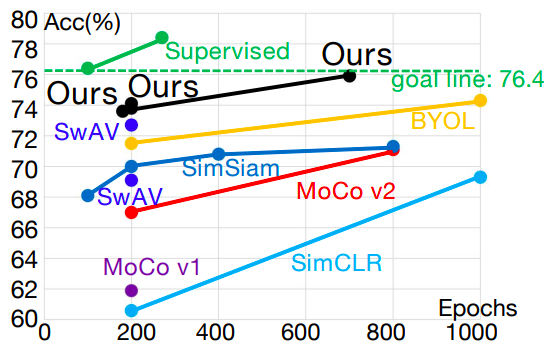 80 Acc(%)
78
Supervised
Ours
76
goal line: 76.4
Ours
Ours
74
BYOL
SwAV
72
SimSiam
70
MoCo v2
SwAV
68
66
64
SimCLR
MoCo v1
62
Epochs
60
0 200 400 600 800 1000